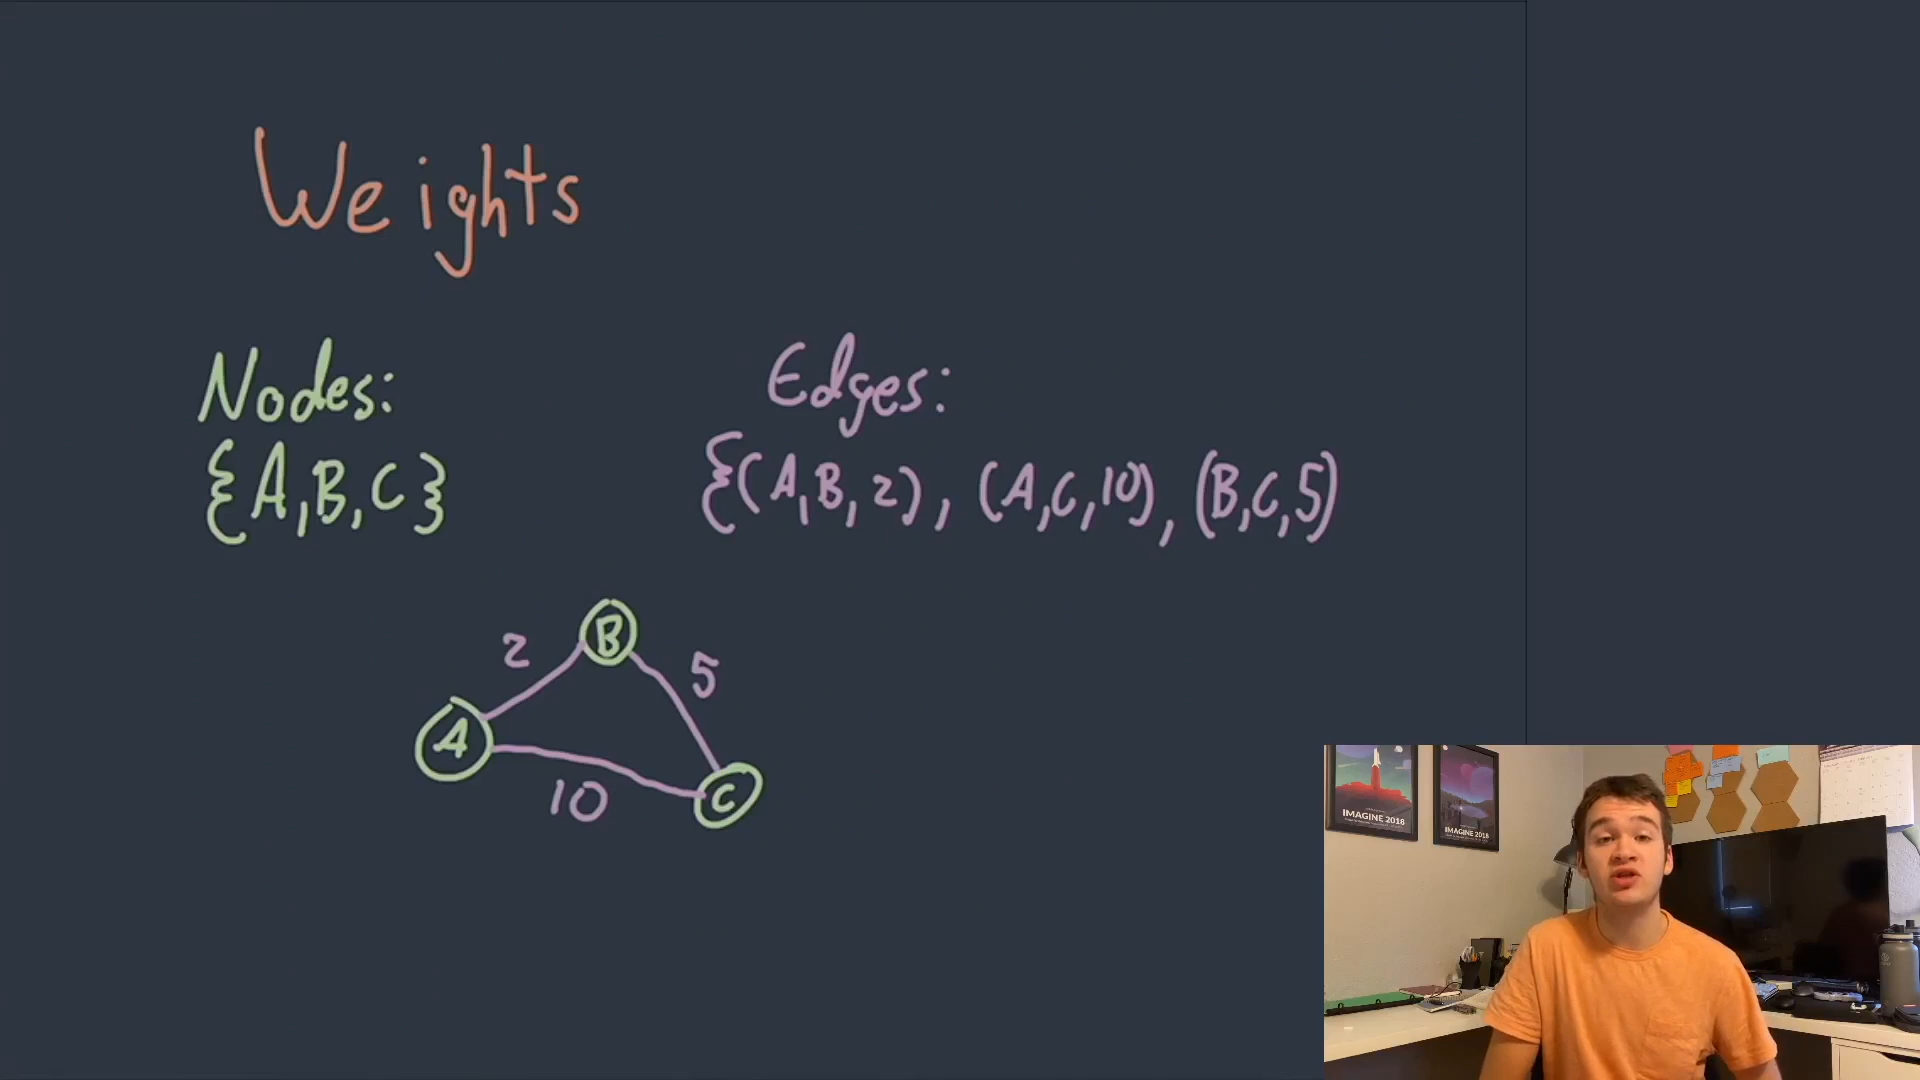 Weights
Nodes:
{A,B,C}
Edges:
{(A,B,2), (A,C,10), (B,C,5)
B
2
5
A
10
C
IMAGINE 2018
IMAGINE 2018